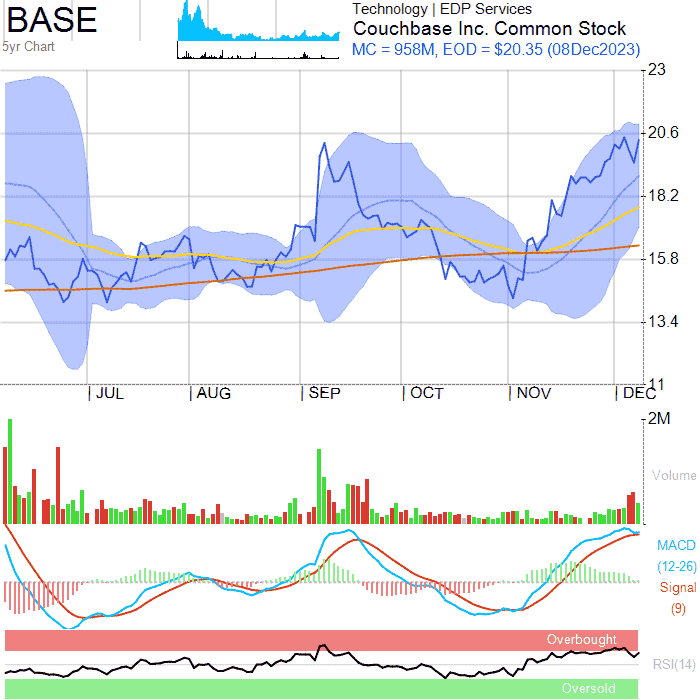 BASE
5yr Chart
Technology | EDP Services
Couchbase Inc. Common Stock
MC = 958M, EOD = $20.35 (08Dec2023)
23
20.6
18.2
15.8
13.4
11
JUL AUG SEP OCT NOV DEC
2M
Volume
MACD
(12-26)
Signal
(9)
Overbought
RSI(14)
Oversold